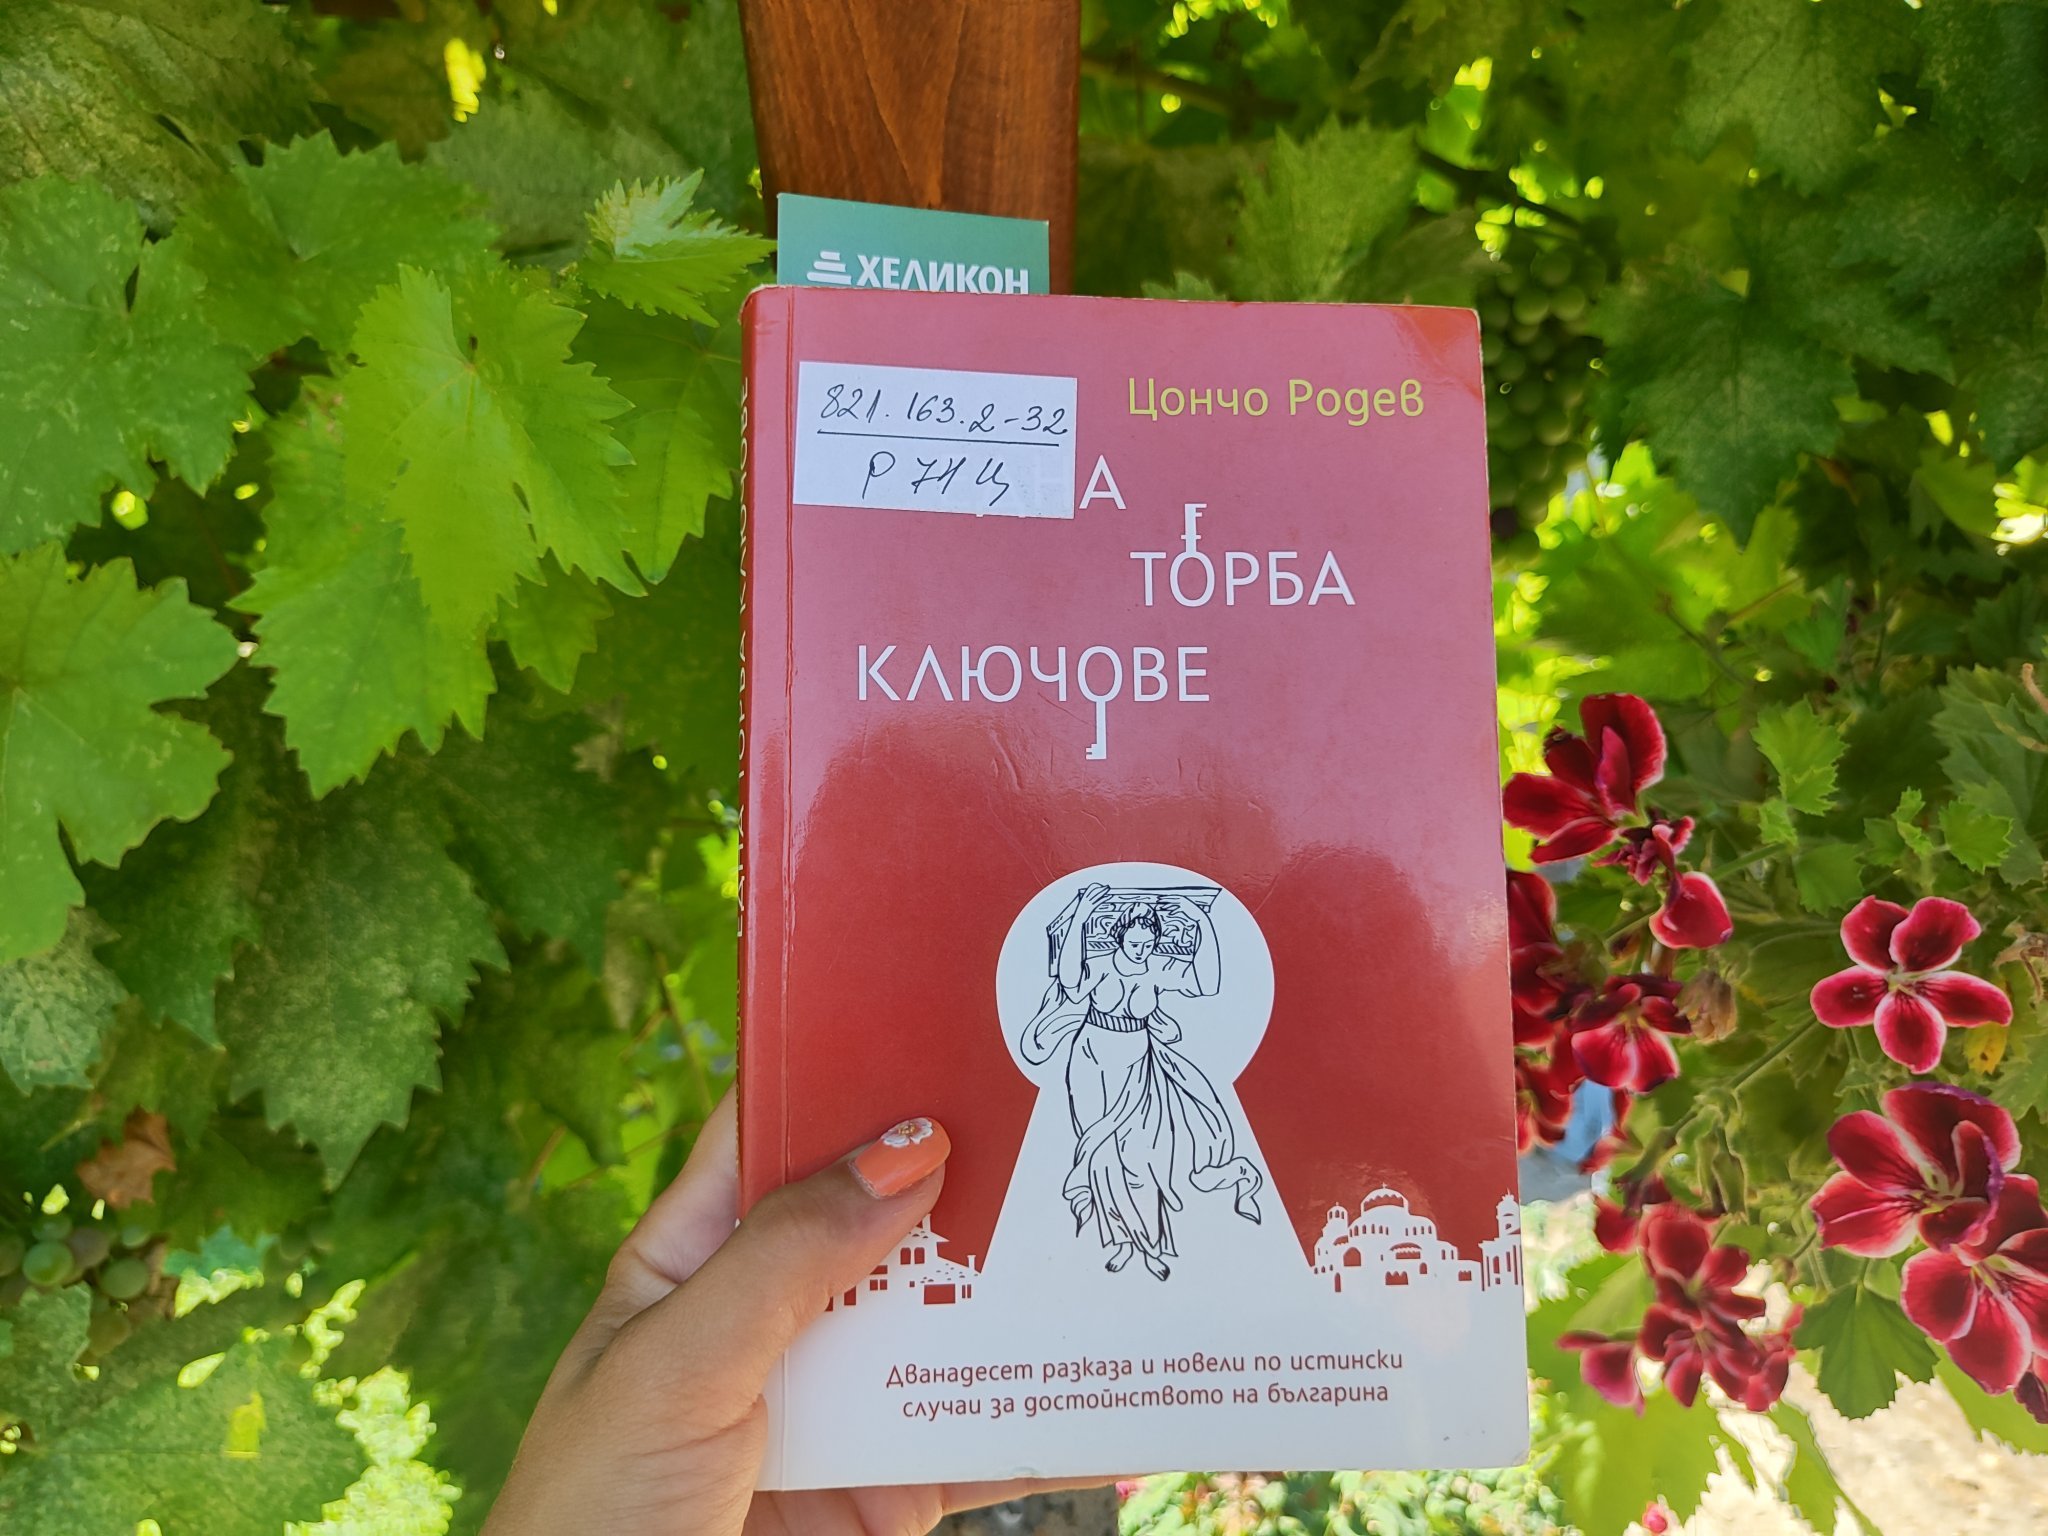 ХЕЛИКОН
821.163.2-32
Р 71 Ц
Цончо Родев
А
ТОРБА
КЛЮЧОВЕ
Дванадесет разказа и новели по истински
случаи за достойнството на българина